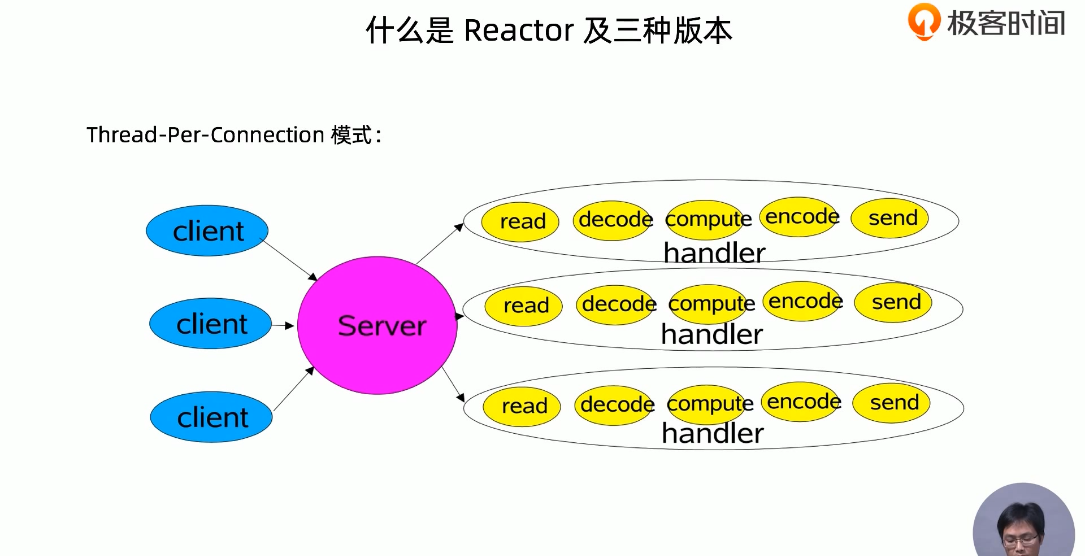 什么是 Reactor 及三种版本
极客时间
Thread-Per-Connection 模式：
client
client
client
Server
read decode compute encode send
handler
read decode compute encode send
handler
read decode compute encode send
handler